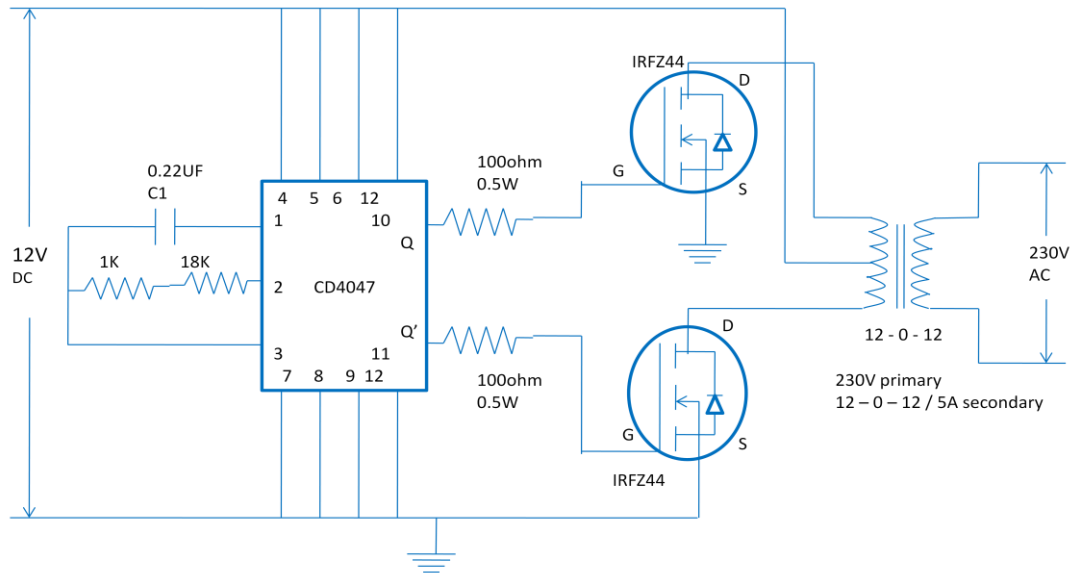 IRFZ44
D
G
S
100ohm
0.5W
0.22UF
C1
4 5 6 12
1
10
Q
12V
DC
1K 18K
2
CD4047
Q'
3
11
7 8 9 12
100ohm
0.5W
230V
AC
12 - 0 - 12
D
G
S
IRFZ44
230V primary
12 – 0 – 12 / 5A secondary